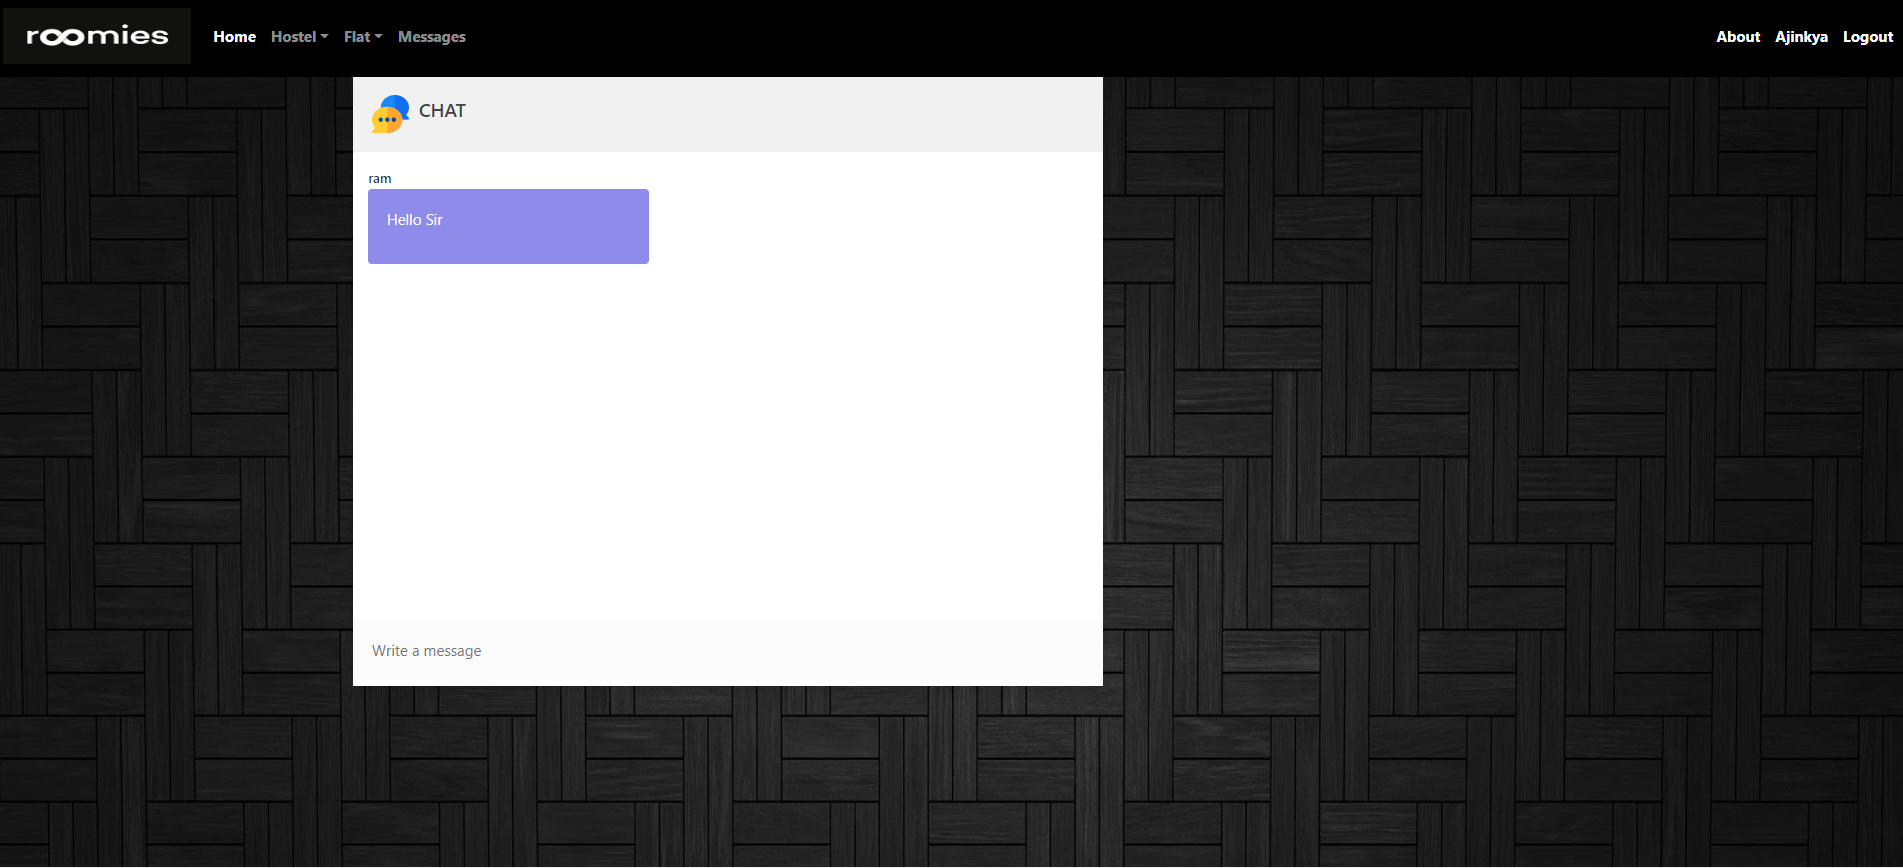 roomies
Home Hostel Flat Messages About Ajinkya Logout
CHAT
ram
Hello Sir
Write a message